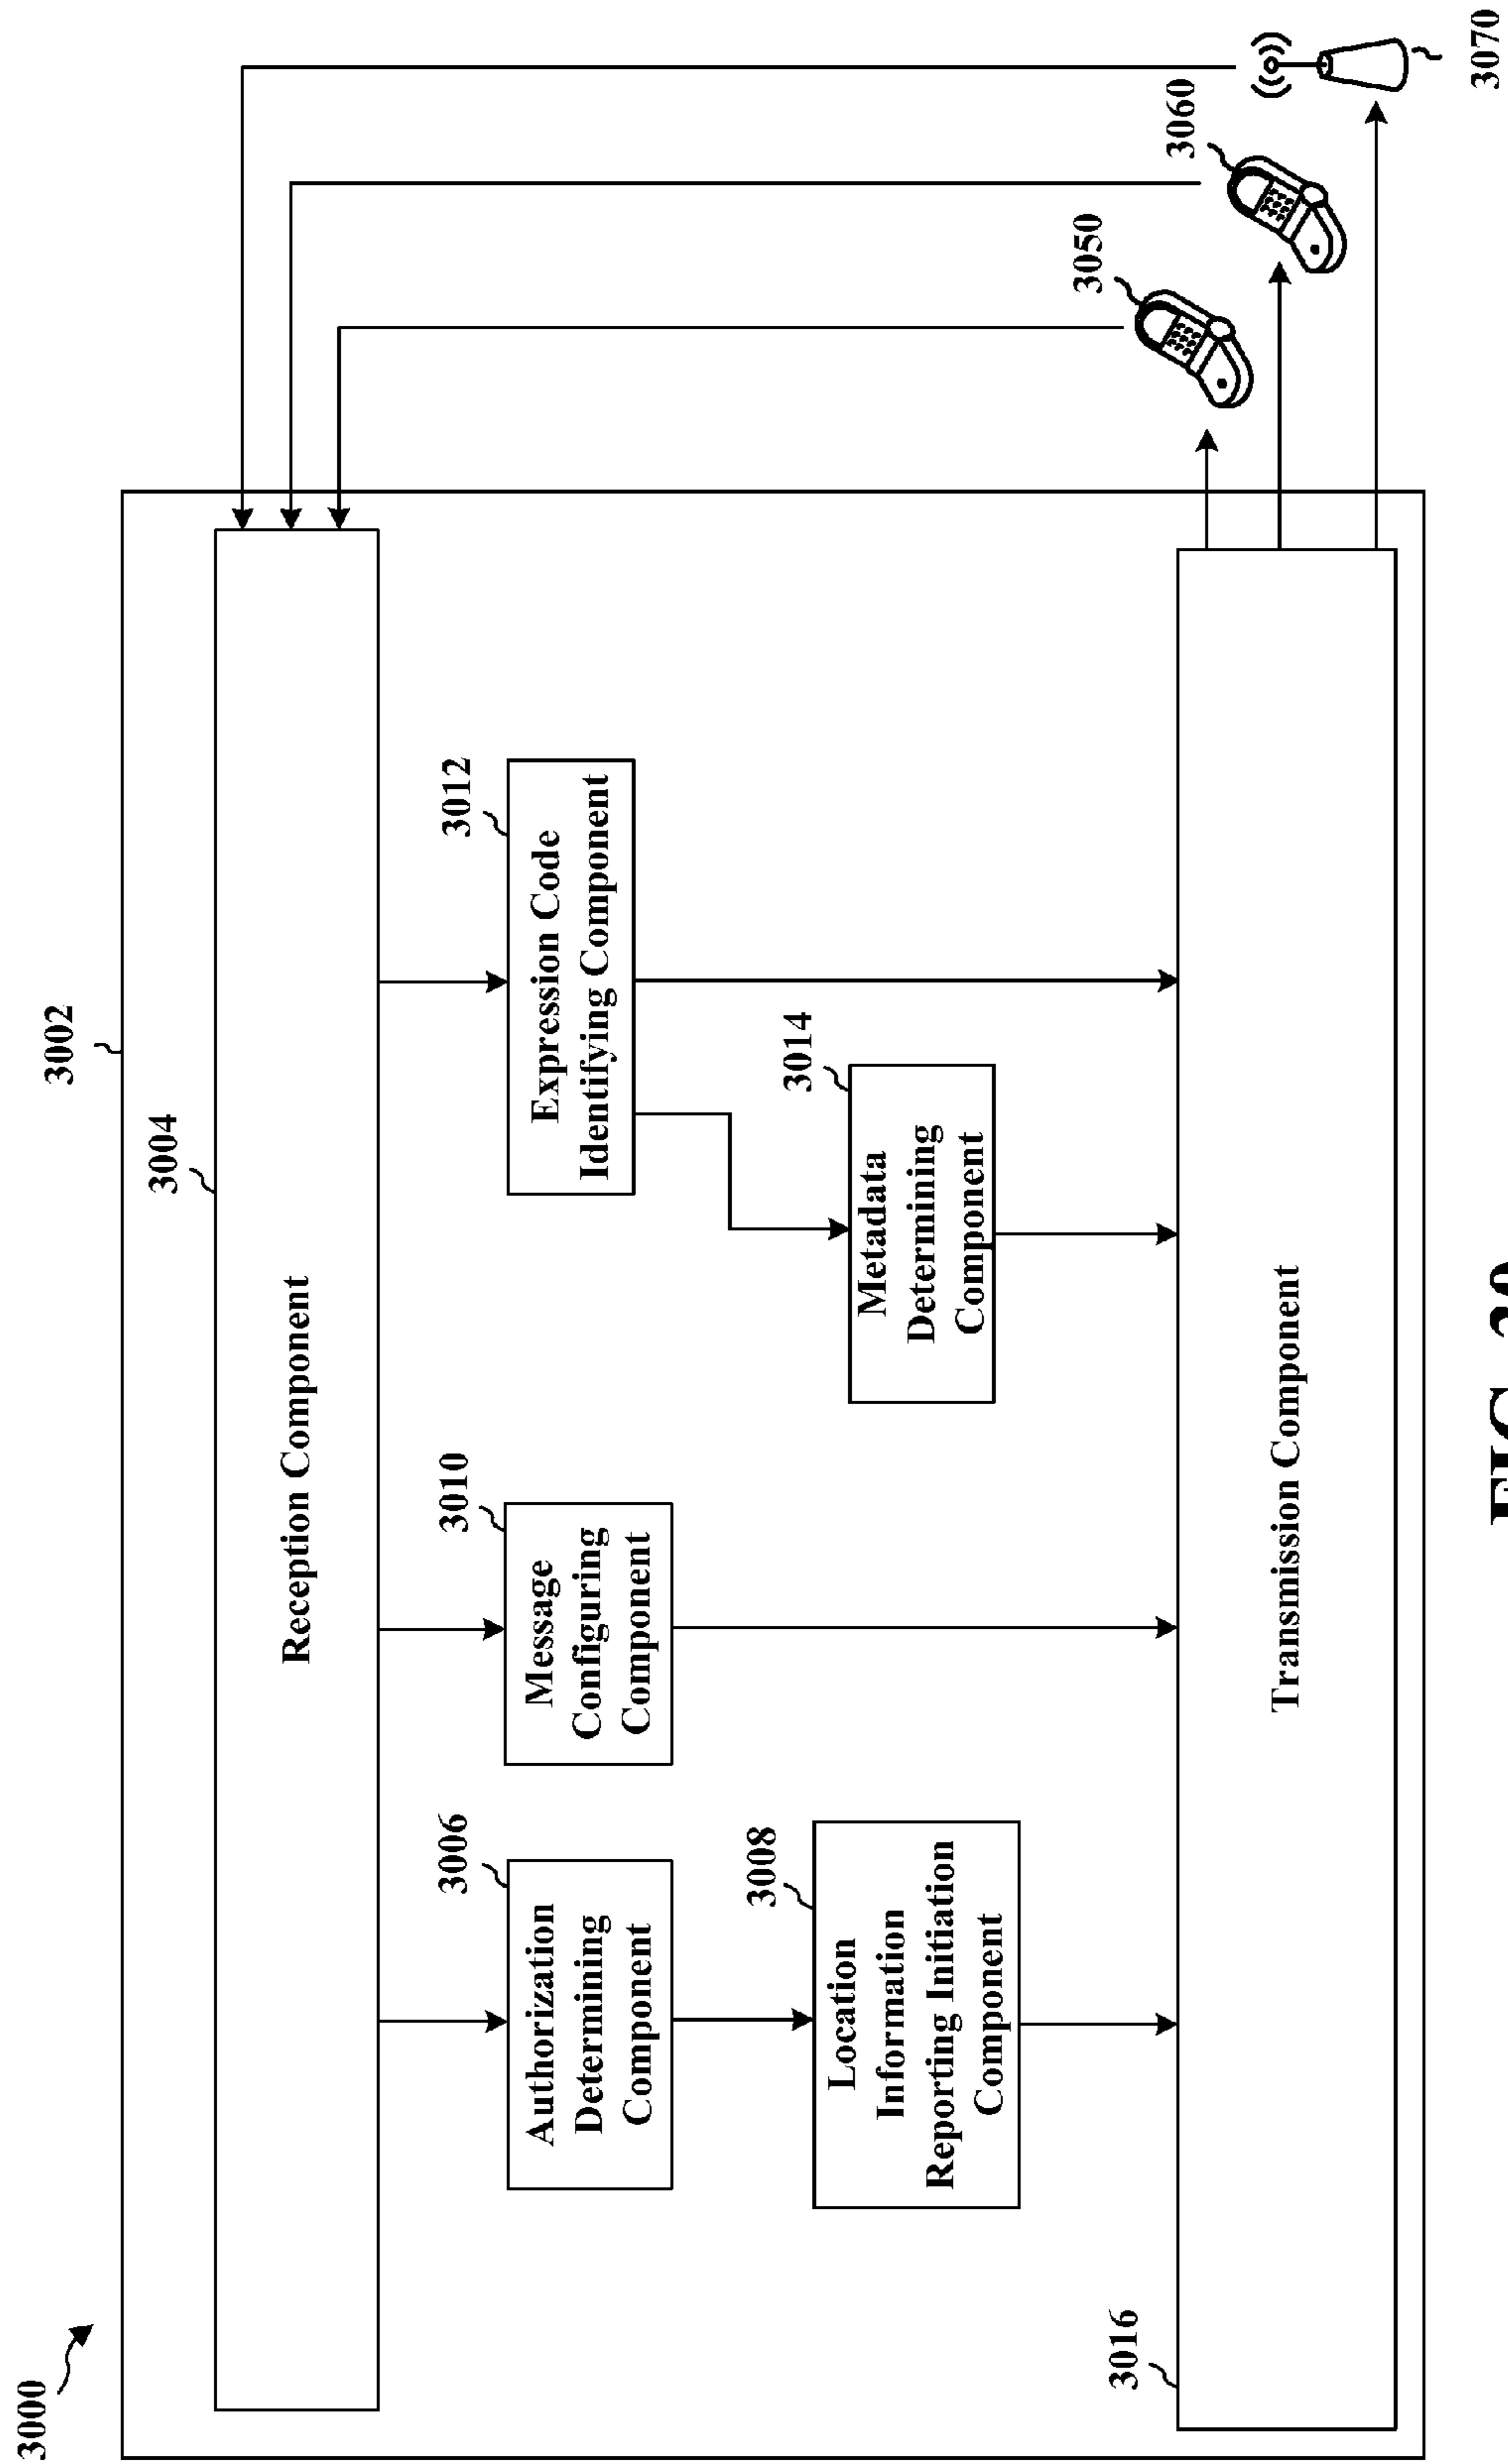 3000
3002
3004
Reception Component
3006
Authorization
Determining
Component
3010
Message
Configuring
Component
3012
Expression Code
Identifying Component
3008
Location
Information
Reporting Initiation
Component
3014
Metadata
Determining
Component
3016
Transmission Component
3050
3060
3070